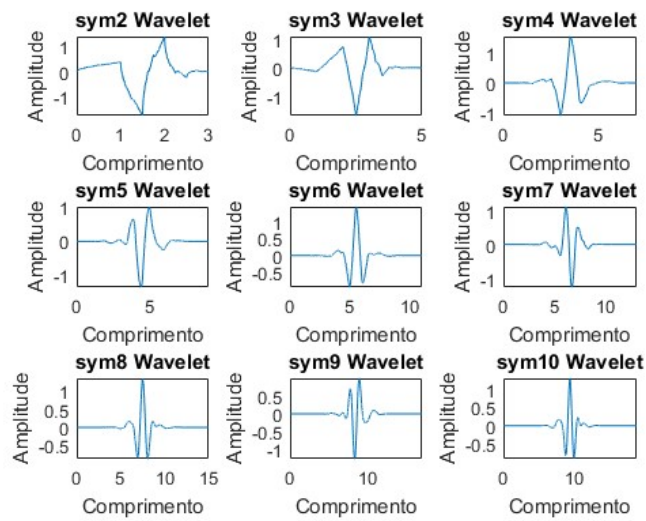 sym2 Wavelet
Amplitude
1
0
-1
0 1 2 3
Comprimento
sym3 Wavelet
Amplitude
1
0
-1
0 5
Comprimento
sym4 Wavelet
Amplitude
1
0
-1
0 5
Comprimento
sym5 Wavelet
Amplitude
1
0
-1
0 5
Comprimento
sym6 Wavelet
Amplitude
1
0.5
0
-0.5
0 5 10
Comprimento
sym7 Wavelet
Amplitude
1
0
-1
0 5 10
Comprimento
sym8 Wavelet
Amplitude
1
0.5
0
-0.5
0 5 10 15
Comprimento
sym9 Wavelet
Amplitude
0.5
0
-0.5
-1
0 10
Comprimento
sym10 Wavelet
Amplitude
1
0.5
0
-0.5
0 10
Comprimento